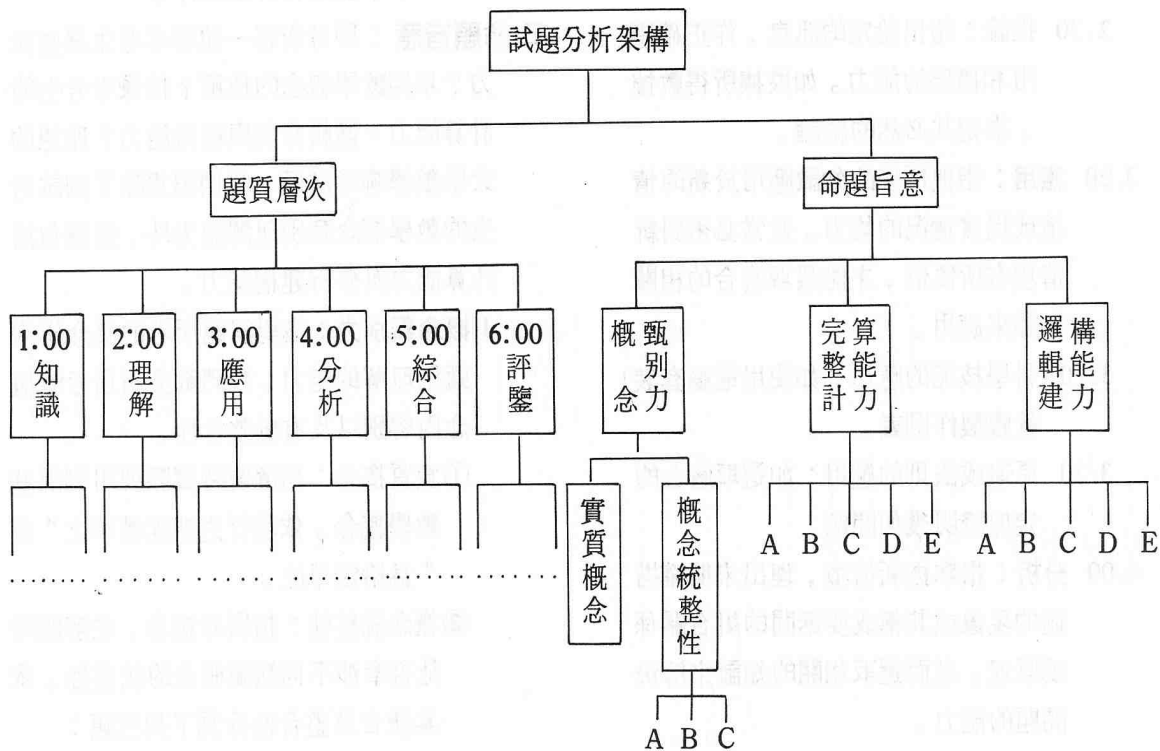 試題分析架構
題質層次
命題旨意
1:00
知識
2:00
理解
3:00
應用
4:00
分析
5:00
綜合
6:00
評鑒
概念
甄別力
完整計
算能力
邏輯建
構能力
實質概念
概念統整性
A B C D E
A B C D E
A B C